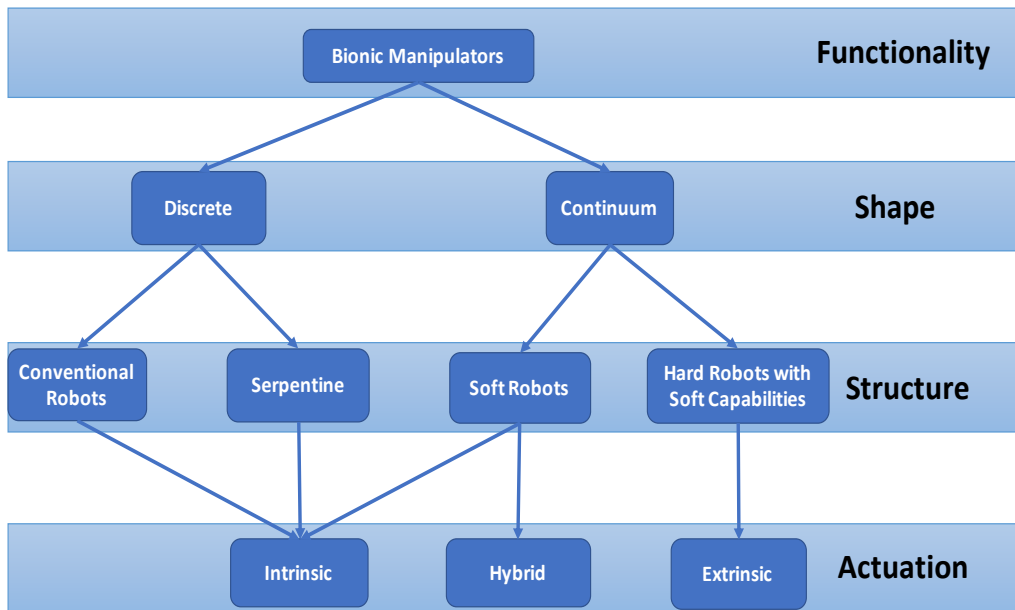 Bionic Manipulators
Functionality
Discrete
Continuum
Shape
Conventional
Robots
Serpentine
Soft Robots
Hard Robots with
Soft Capabilities
Structure
Intrinsic
Hybrid
Extrinsic
Actuation